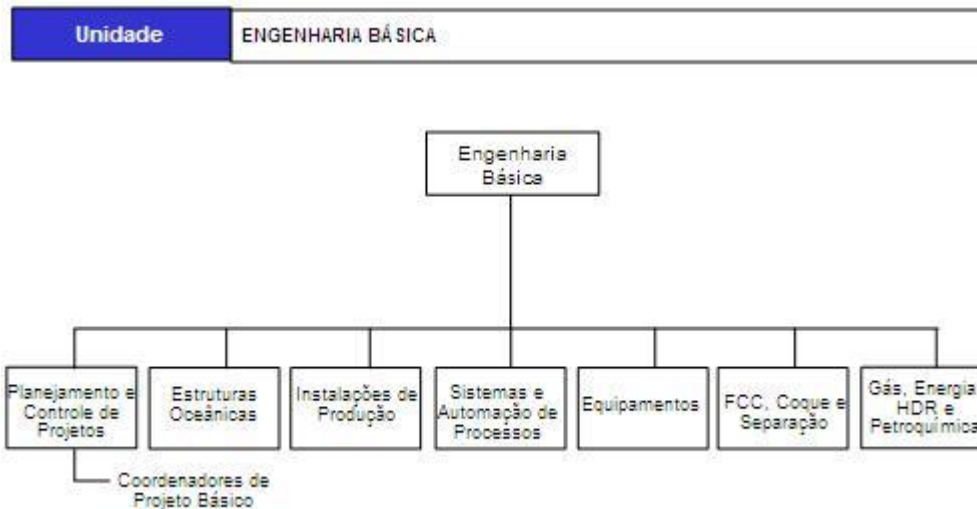 Unidade
ENGENHARIA BÁSICA
Engenharia
Básica
Planejamento e
Controle de
Projetos
Estruturas
Oceânicas
Instalações de
Produção
Sistemas e
Automação de
Processos
Equipamentos
FCC, Coque e
Separação
Gás, Energia
HDR e
Petroquímica
Coordenadores de
Projeto Básico